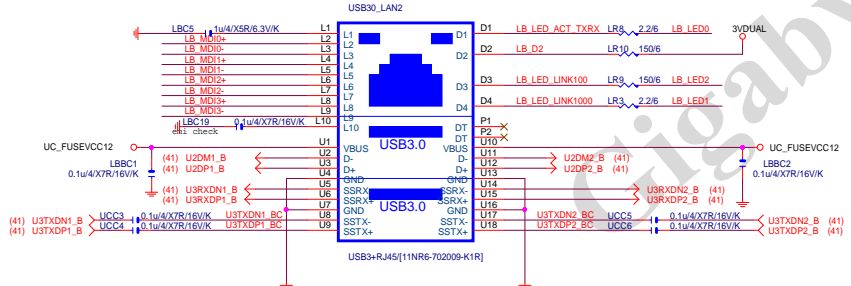 USB30_LAN2
LBC5 1u/4/X5R/6.3V/K L1 L1 D1 D1 LB_LED_ACT_TXRX LR8 2.2/6 LB_LED0 3VDUAL
LB_MDI0+ L2 L2
LB_MDI0- L3 L3 D2 D2 LB_D2 LR10 150/6
LB_MDI1+ L4 L4
LB_MDI1- L5 L5
LB_MDI2+ L6 L6 D3 D3 LB_LED_LINK100 LR9 150/6 LB_LED2
LB_MDI2- L7 L7
LB_MDI3+ L8 L8 D4 D4 LB_LED_LINK1000 LR3 2.2/6 LB_LED1
LB_MDI3- L9 L9
LBC19 0.1u/4/X7R/16V/K L10 L10 DT P1
emi check DT P2
UC_FUSEVCC12 U1 VBUS USB3.0 VBUS U10 UC_FUSEVCC12
LBBC1 (41) U2DM1_B U2 D- D- U11 U2DM2_B (41) LBBC2
0.1u/4/X7R/16V/K (41) U2DP1_B U3 D+ D+ U12 U2DP2_B (41) 0.1u/4/X7R/16V/K
U4 GND GND U13
(41) U3RXDN1_B U5 SSRX- SSRX- U14 U3RXDN2_B (41)
(41) U3RXDP1_B U6 SSRX+ SSRX+ U15 U3RXDP2_B (41)
U7 GND USB3.0 GND U16
(41) U3TXDN1_B UCC3 0.1u/4/X7R/16V/K U3TXDN1_BC U8 SSTX- SSTX- U17 U3TXDN2_BC UCC5 0.1u/4/X7R/16V/K U3TXDN2_B (41)
(41) U3TXDP1_B UCC4 0.1u/4/X7R/16V/K U3TXDP1_BC U9 SSTX+ SSTX+ U18 U3TXDP2_BC UCC6 0.1u/4/X7R/16V/K U3TXDP2_B (41)
USB3+RJ45/[11NR6-702009-K1R]
Gigaby